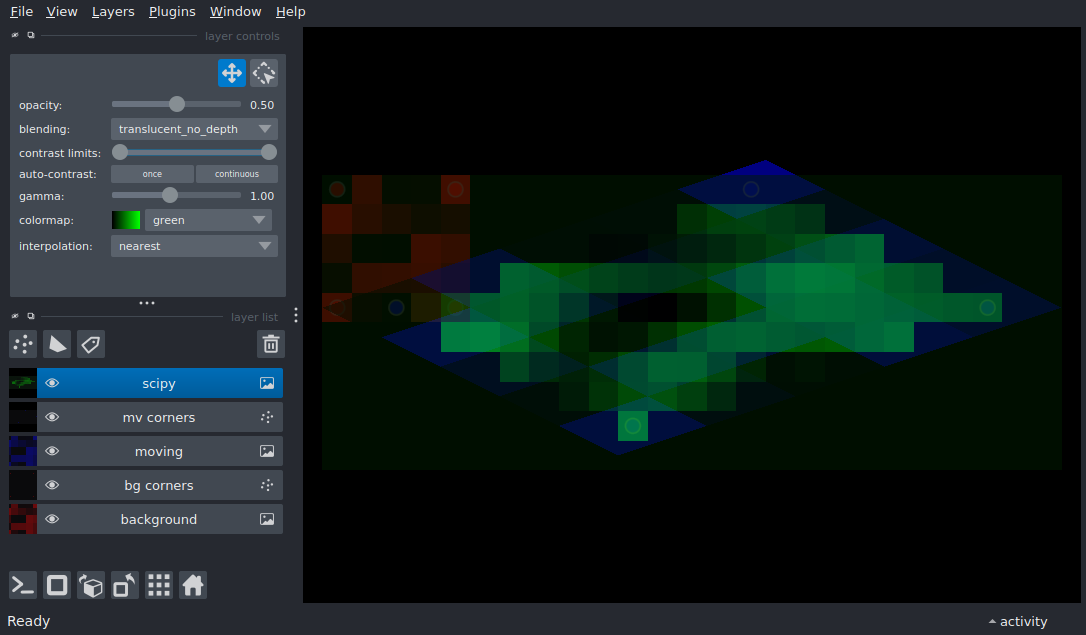 File View Layers Plugins Window Help
layer controls
opacity: 0.50
blending: translucent_no_depth
contrast limits:
auto-contrast: once continuous
gamma: 1.00
colormap: green
interpolation: nearest
layer list
scipy
mv corners
moving
bg corners
background
Ready
activity